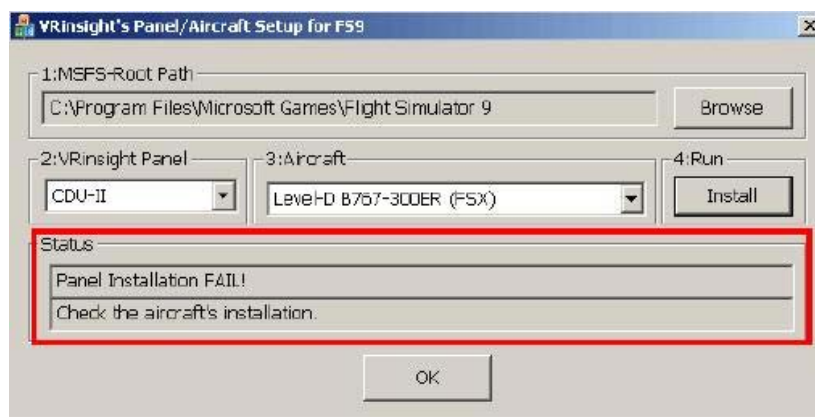 VRinsight's Panel/Aircraft Setup for FS9
1:MSFS-Root Path
C:\Program Files\Microsoft Games\Flight Simulator 9
Browse
2:VRinsight Panel
3:Aircraft
4:Run
CDU-II
Level-D B767-300ER (FSX)
Install
Status
Panel Installation FAIL!
Check the aircraft's installation.
OK